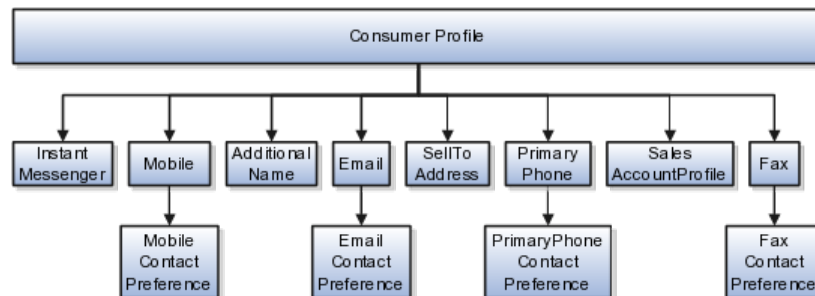 Consumer Profile
Instant
Messenger
Mobile
Additional
Name
Email
SellTo
Address
Primary
Phone
Sales
AccountProfile
Fax
Mobile
Contact
Preference
Email
Contact
Preference
PrimaryPhone
Contact
Preference
Fax
Contact
Preference